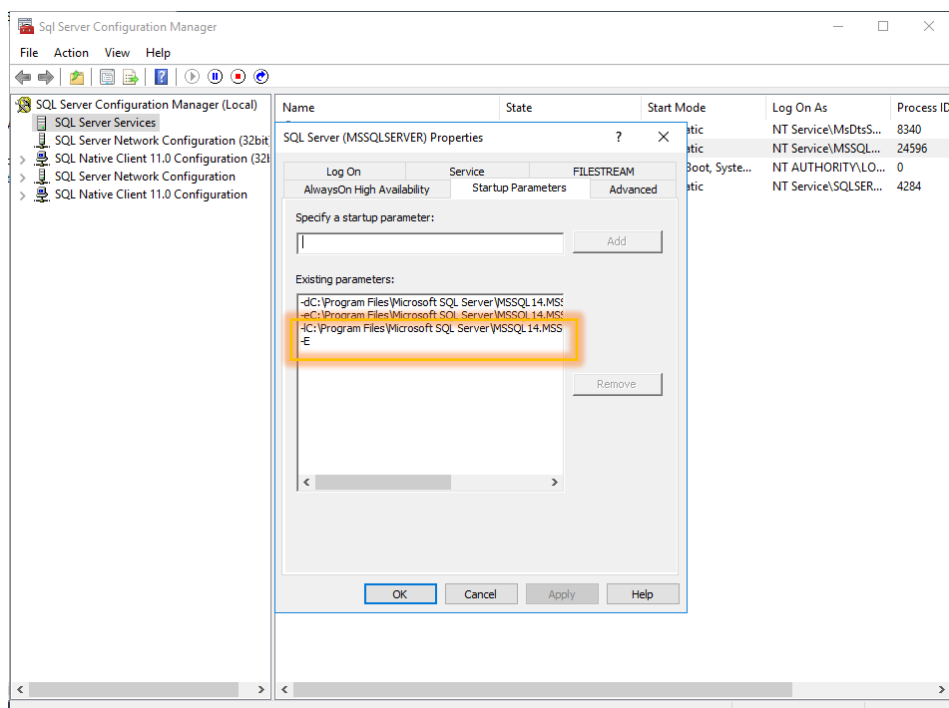 Sql Server Configuration Manager
File Action View Help
SQL Server Configuration Manager (Local)
SQL Server Services
SQL Server Network Configuration (32bit
SQL Native Client 11.0 Configuration (32b
SQL Server Network Configuration
SQL Native Client 11.0 Configuration
Name State Start Mode Log On As Process ID
atic NT Service\MsDtsS... 8340
atic NT Service\MSSQL... 24596
Boot, Syste... NT AUTHORITY\LO... 0
atic NT Service\SQLSER... 4284
SQL Server (MSSQLSERVER) Properties ?
Log On Service FILESTREAM
AlwaysOn High Availability Startup Parameters Advanced
Specify a startup parameter:
Add
Existing parameters:
-dC:\Program Files\Microsoft SQL Server\MSSQL14.MSS
-eC:\Program Files\Microsoft SQL Server\MSSQL14.MSS
-lC:\Program Files\Microsoft SQL Server\MSSQL14.MSS
-E
Remove
OK Cancel Apply Help